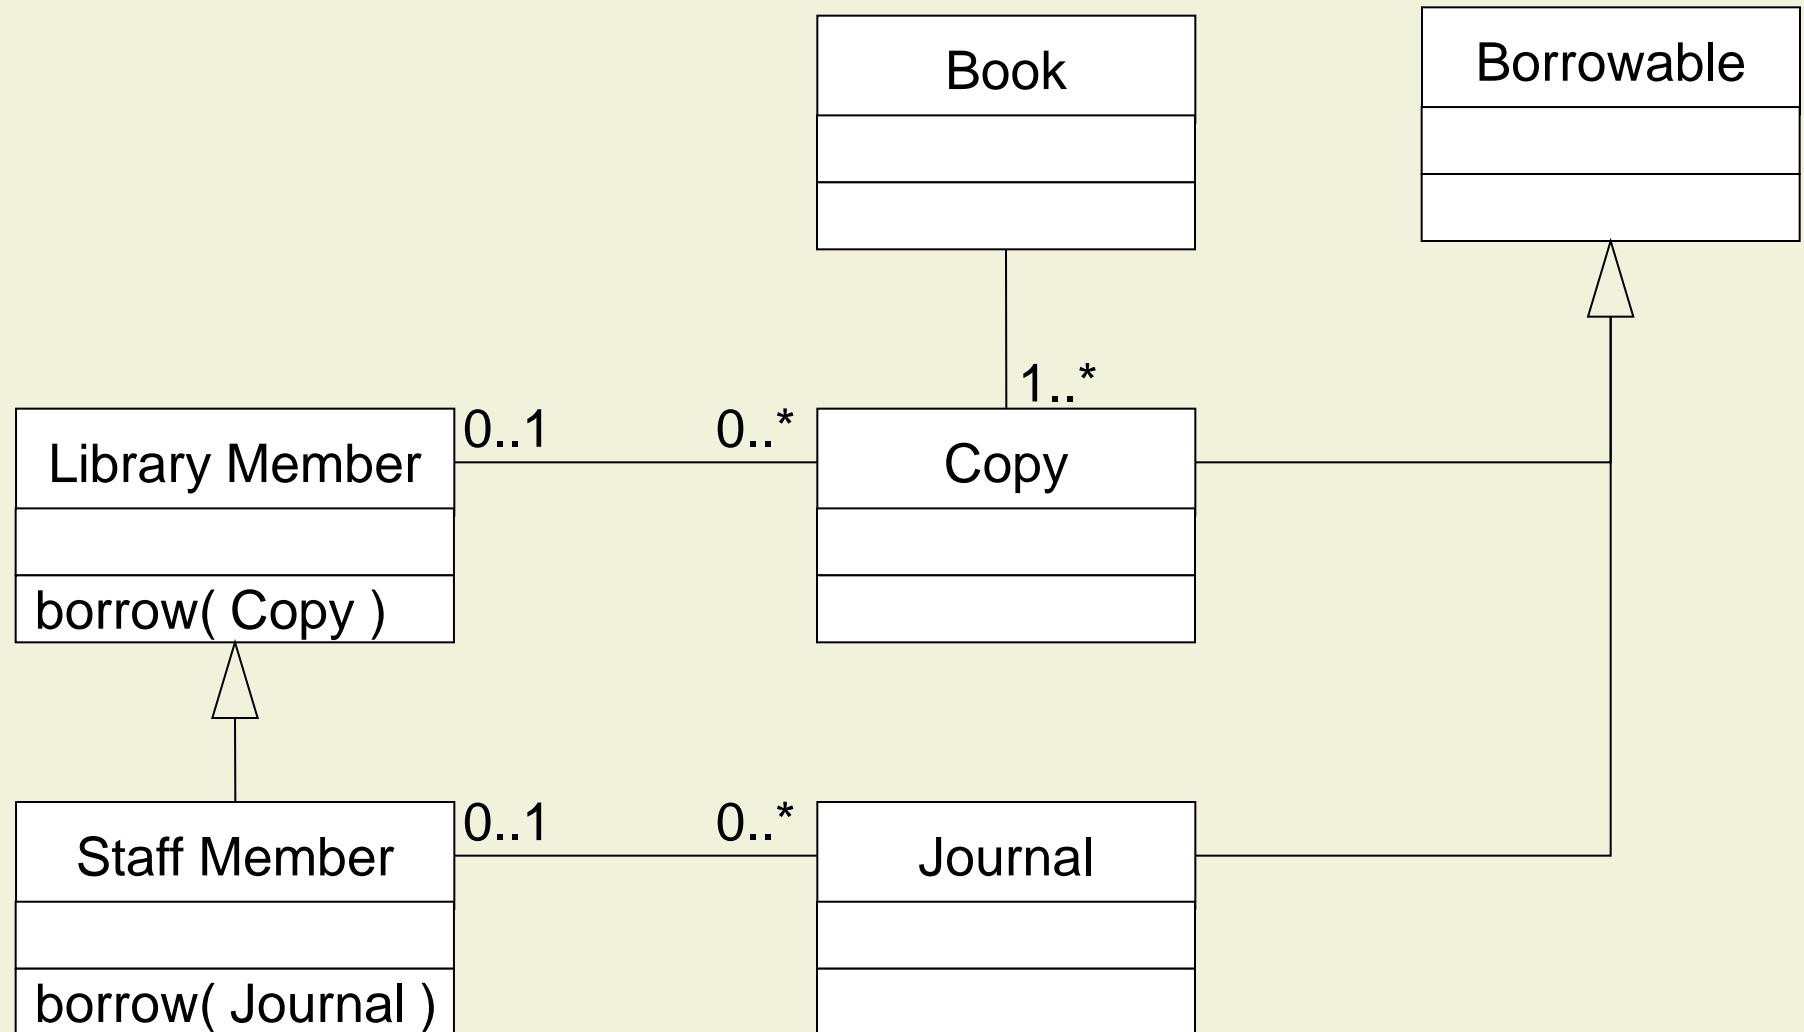 Book
Borrowable
1..*
0..1
0..*
Library Member
Copy
borrow( Copy )
0..1
0..*
Staff Member
Journal
borrow( Journal )